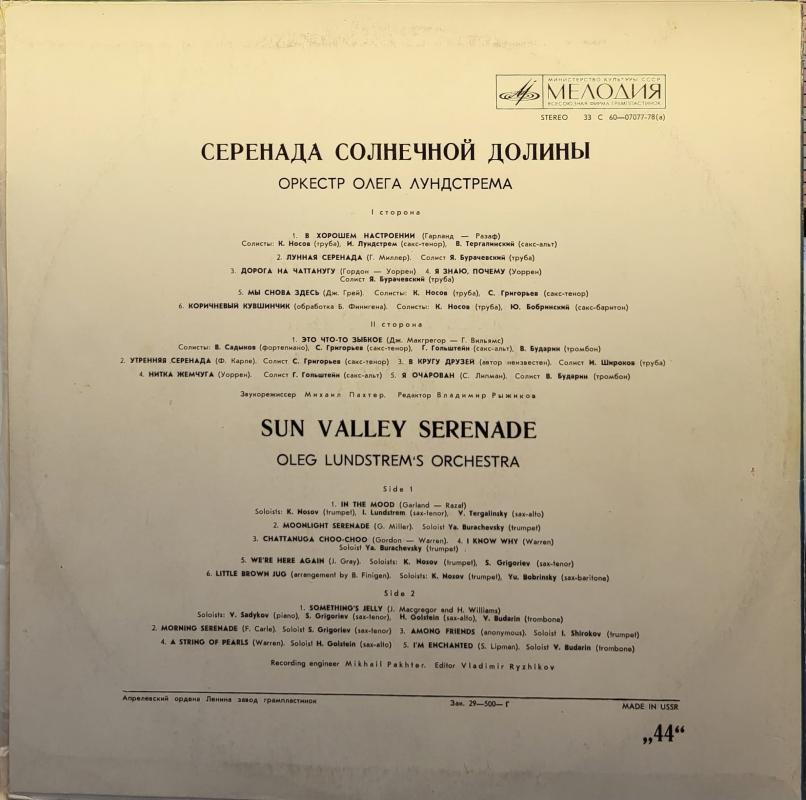 МИНИСТЕРСТВО КУЛЬТУРЫ СССР
МЕЛОДИЯ
ВСЕСОЮЗНАЯ ФИРМА ГРАМПЛАСТИНОК
STEREO 33 С 60—07077-78(а)
СЕРЕНАДА СОЛНЕЧНОЙ ДОЛИНЫ
ОРКЕСТР ОЛЕГА ЛУНДСТРЕМА
I сторона
1. В ХОРОШЕМ НАСТРОЕНИИ (Гарланд — Разаф)
Солисты: К. Носов (труба), И. Лундстрем (сакс-тенор), В. Тергалинский (сакс-альт)
2. ЛУННАЯ СЕРЕНАДА (Г. Миллер). Солист Я. Бурачевский (труба)
3. ДОРОГА НА ЧАТТАНУГУ (Гордон — Уоррен) 4. Я ЗНАЮ, ПОЧЕМУ (Уоррен)
Солист Я. Бурачевский (труба)
5. МЫ СНОВА ЗДЕСЬ (Дж. Грей). Солисты: К. Носов (труба), С. Григорьев (сакс-тенор)
6. КОРИЧНЕВЫЙ КУВШИНЧИК (обработка Б. Финигена). Солисты: К. Носов (труба), Ю. Бобринский (сакс-баритон)
II сторона
1. ЭТО ЧТО-ТО ЗЫБКОЕ (Дж. Макгрегор — Г. Вильямс)
Солисты: В. Садыков (фортепиано), С. Григорьев (сакс-тенор), Г. Гольштейн (сакс-альт), В. Бударин (тромбон)
2. УТРЕННЯЯ СЕРЕНАДА (Ф. Карле). Солист С. Григорьев (сакс-тенор) 3. В КРУГУ ДРУЗЕЙ (автор неизвестен). Солист И. Широков (труба)
4. НИТКА ЖЕМЧУГА (Уоррен). Солист Г. Гольштейн (сакс-альт) 5. Я ОЧАРОВАН (С. Липман). Солист В. Бударин (тромбон)
Звукорежиссер Михаил Пахтер. Редактор Владимир Рыжиков
SUN VALLEY SERENADE
OLEG LUNDSTREM'S ORCHESTRA
Side 1
1. IN THE MOOD (Garland — Razaf)
Soloists: K. Nosov (trumpet), I. Lundstrem (sax-tenor), V. Tergalinsky (sax-alto)
2. MOONLIGHT SERENADE (G. Miller). Soloist Ya. Burachevsky (trumpet)
3. CHATTANUGA CHOO-CHOO (Gordon — Warren) 4. I KNOW WHY (Warren)
Soloist Ya. Burachevsky (trumpet)
5. WE'RE HERE AGAIN (J. Gray). Soloists: K. Nosov (trumpet), S. Grigoriev (sax-tenor)
6. LITTLE BROWN JUG (arrangement by B. Finigen). Soloists: K. Nosov (trumpet), Yu. Bobrinsky (sax-baritone)
Side 2
1. SOMETHING'S JELLY (J. Macgregor and H. Williams)
Soloists: V. Sadykov (piano), S. Grigoriev (sax-tenor), H. Golstein (sax-alto), V. Budarin (trombone)
2. MORNING SERENADE (F. Carle). Soloist S. Grigoriev (sax-tenor) 3. AMONG FRIENDS (anonymous). Soloist I. Shirokov (trumpet)
4. A STRING OF PEARLS (Warren). Soloist H. Golstein (sax-alto) 5. I'M ENCHANTED (S. Lipman). Soloist V. Budarin (trombone)
Recording engineer Mikhail Pakhter. Editor Vladimir Ryzhikov
Апрелевский ордена Ленина завод грампластинок Зак. 29—500— Г MADE IN USSR
„44“